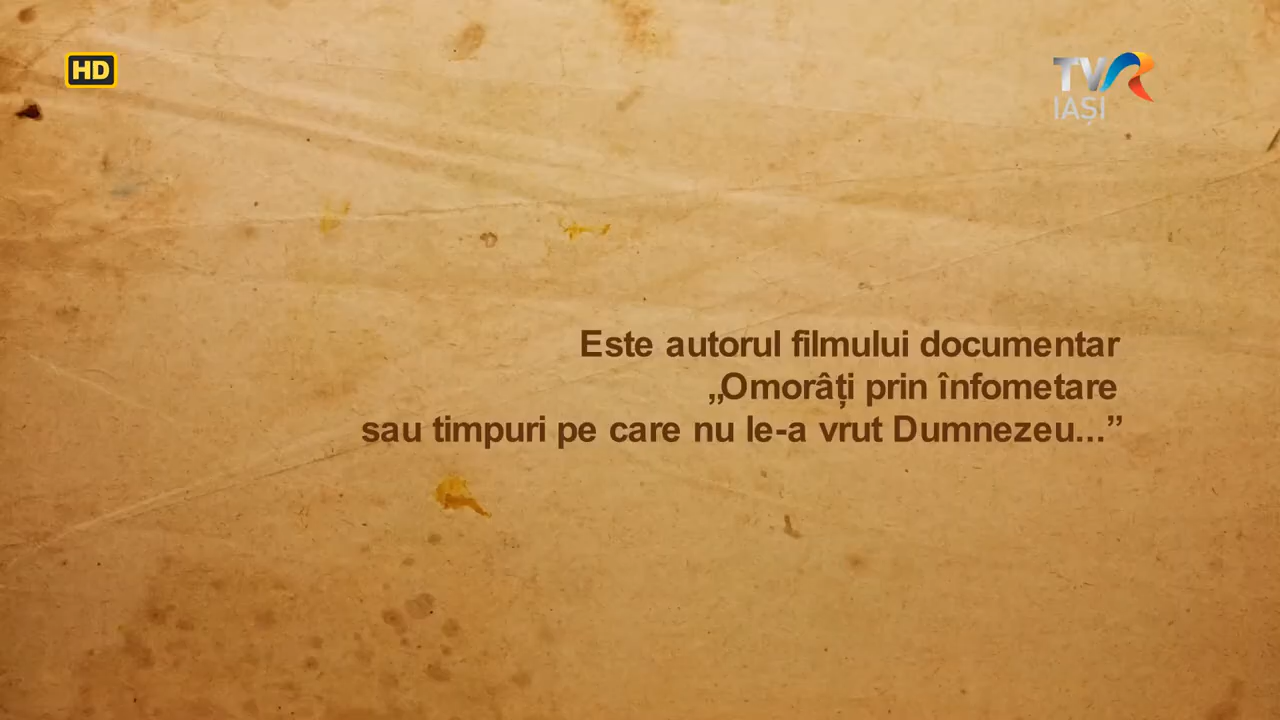 HD
TVR
IAȘI
Este autorul filmului documentar
„Omorâți prin înfometare
sau timpuri pe care nu le-a vrut Dumnezeu...”